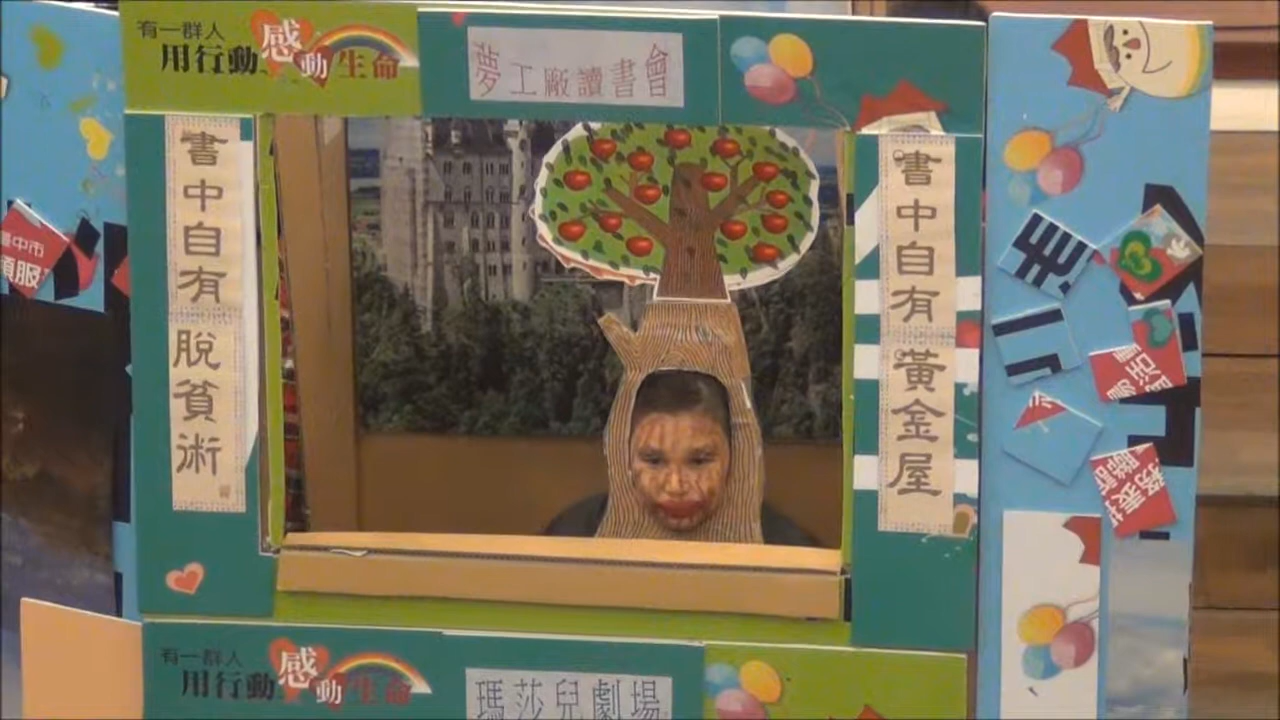 有一群人
用行動感動生命
夢工廠讀書會
書中自有脫貧術
書中自有黃金屋
有一群人
用行動感動生命
瑪莎兒劇場